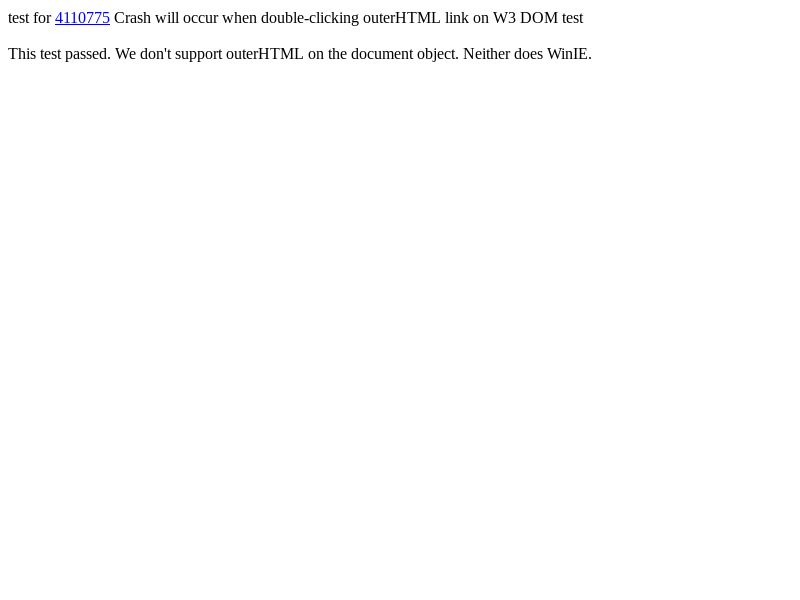 test for 4110775 Crash will occur when double-clicking outerHTML link on W3 DOM test
This test passed. We don't support outerHTML on the document object. Neither does WinIE.